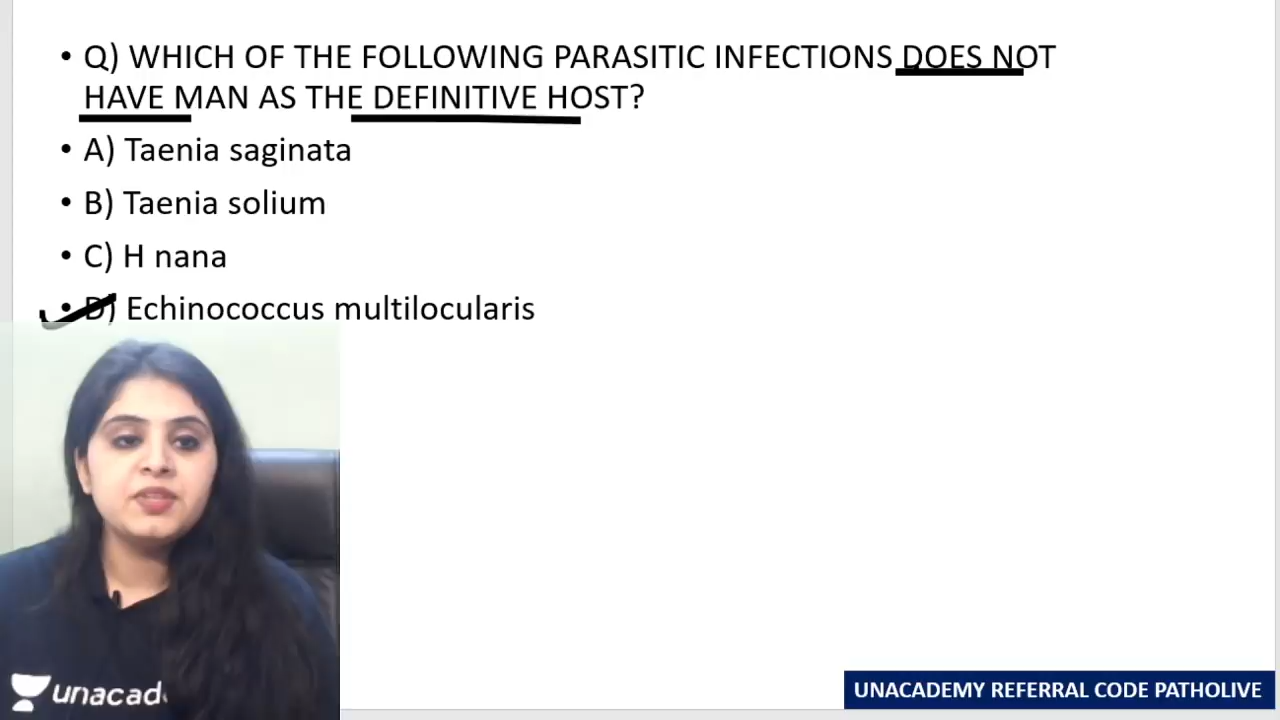 • Q) WHICH OF THE FOLLOWING PARASITIC INFECTIONS DOES NOT
HAVE MAN AS THE DEFINITIVE HOST?
• A) Taenia saginata
• B) Taenia solium
• C) H nana
• D) Echinococcus multilocularis
unacad
UNACADEMY REFERRAL CODE PATHOLIVE